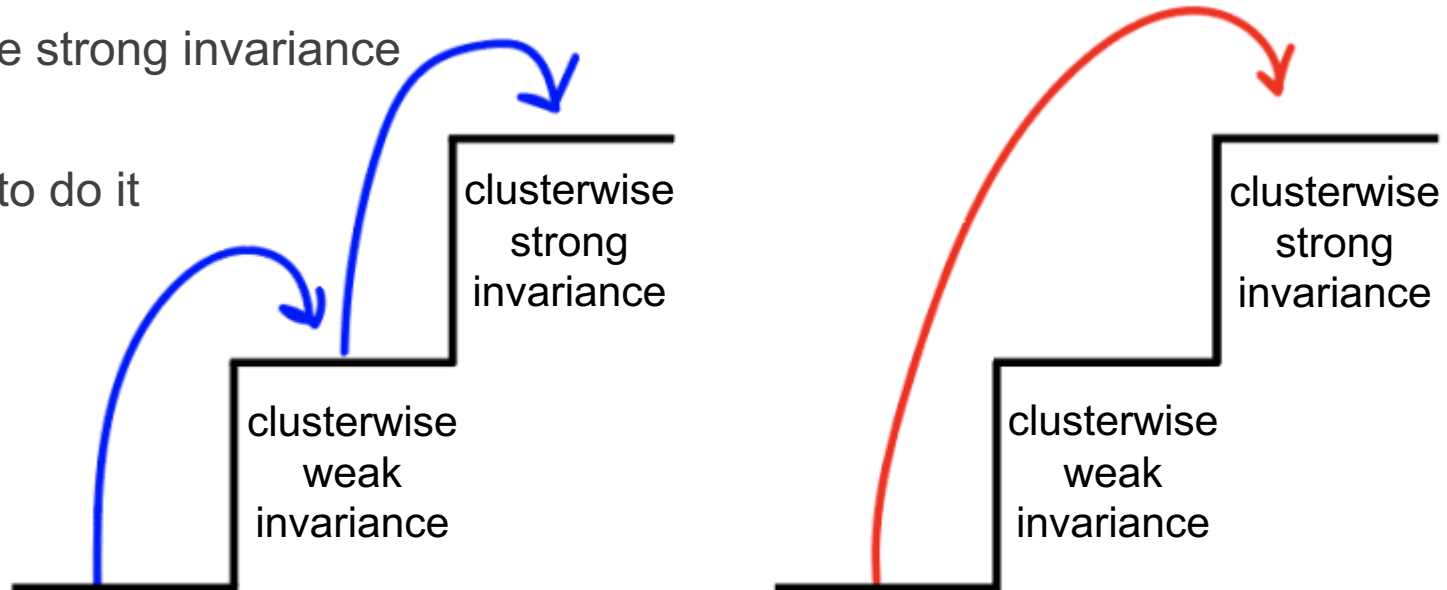 e strong invariance
to do it
clusterwise
strong
invariance
clusterwise
weak
invariance
clusterwise
strong
invariance
clusterwise
weak
invariance